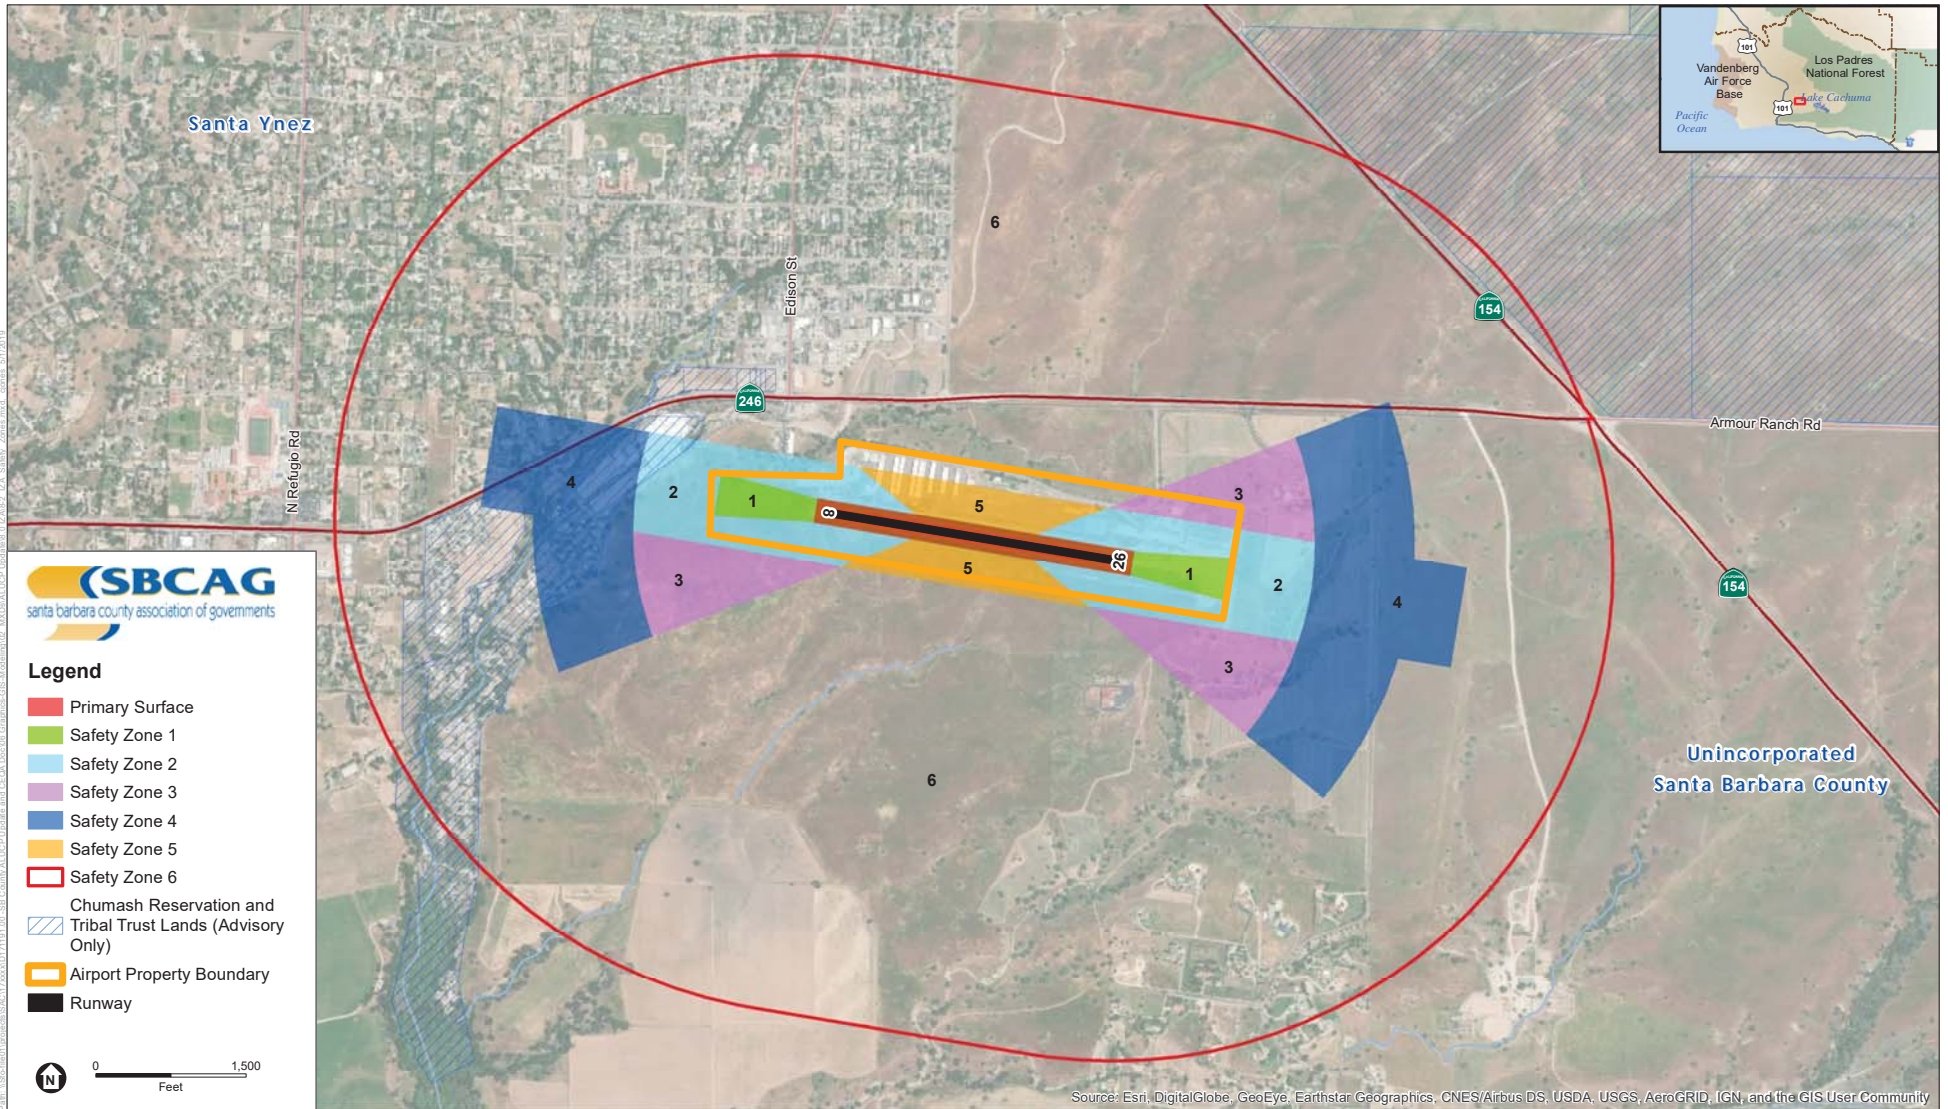 Santa Ynez
N Refugio Rd
Edison St
CALIFORNIA
246
CALIFORNIA
154
CALIFORNIA
154
Armour Ranch Rd
Unincorporated
Santa Barbara County
6
4
2
1
8
5
3
3
5
26
1
2
4
3
6
101
Vandenberg
Air Force
Base
Los Padres
National Forest
Lake Cachuma
101
Pacific
Ocean
SBCAG
santa barbara county association of governments
Legend
Primary Surface
Safety Zone 1
Safety Zone 2
Safety Zone 3
Safety Zone 4
Safety Zone 5
Safety Zone 6
Chumash Reservation and
Tribal Trust Lands (Advisory
Only)
Airport Property Boundary
Runway
N
0 1,500
Feet
Source: Esri, DigitalGlobe, GeoEye, Earthstar Geographics, CNES/Airbus DS, USDA, USGS, AeroGRID, IGN, and the GIS User Community